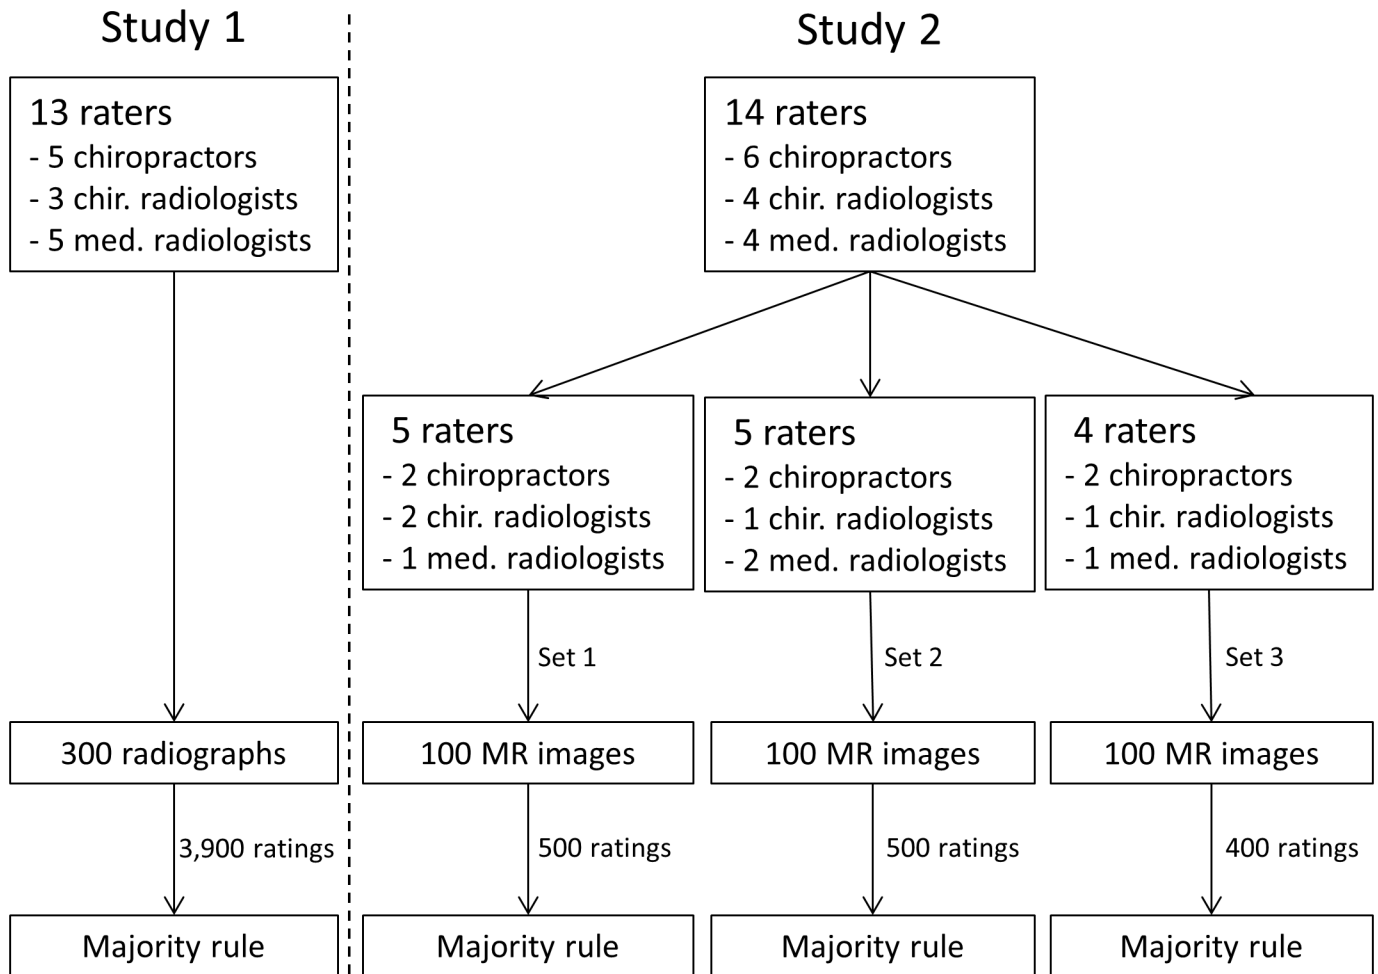 Study 1
Study 2
13 raters
- 5 chiropractors
- 3 chir. radiologists
- 5 med. radiologists
14 raters
- 6 chiropractors
- 4 chir. radiologists
- 4 med. radiologists
5 raters
- 2 chiropractors
- 2 chir. radiologists
- 1 med. radiologists
5 raters
- 2 chiropractors
- 1 chir. radiologists
- 2 med. radiologists
4 raters
- 2 chiropractors
- 1 chir. radiologists
- 1 med. radiologists
Set 1
Set 2
Set 3
300 radiographs
100 MR images
100 MR images
100 MR images
3,900 ratings
500 ratings
500 ratings
400 ratings
Majority rule
Majority rule
Majority rule
Majority rule